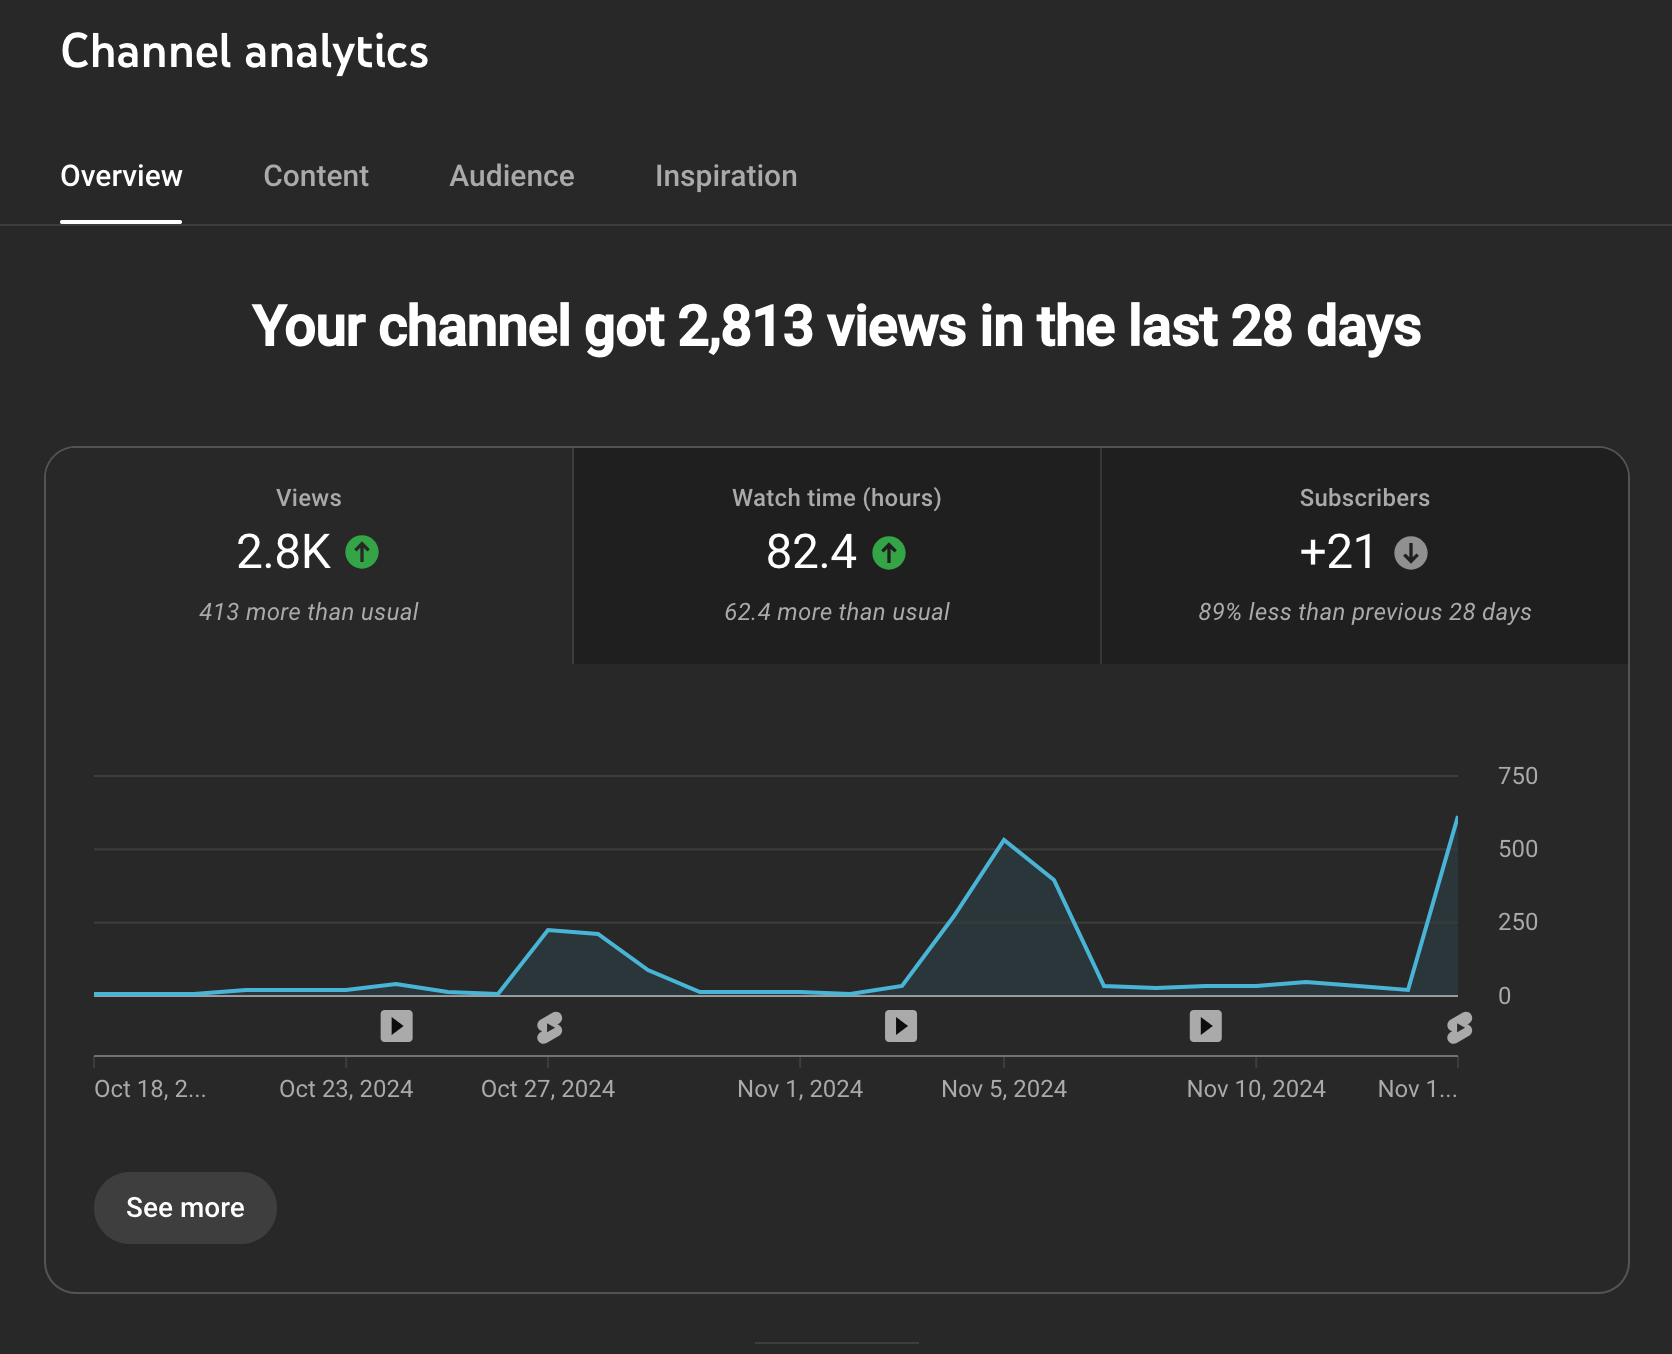 Channel analytics
Overview Content Audience Inspiration
Your channel got 2,813 views in the last 28 days
Views
2.8K
413 more than usual
Watch time (hours)
82.4
62.4 more than usual
Subscribers
+21
89% less than previous 28 days
750
500
250
0
Oct 18, 2... Oct 23, 2024 Oct 27, 2024 Nov 1, 2024 Nov 5, 2024 Nov 10, 2024 Nov 1...
See more